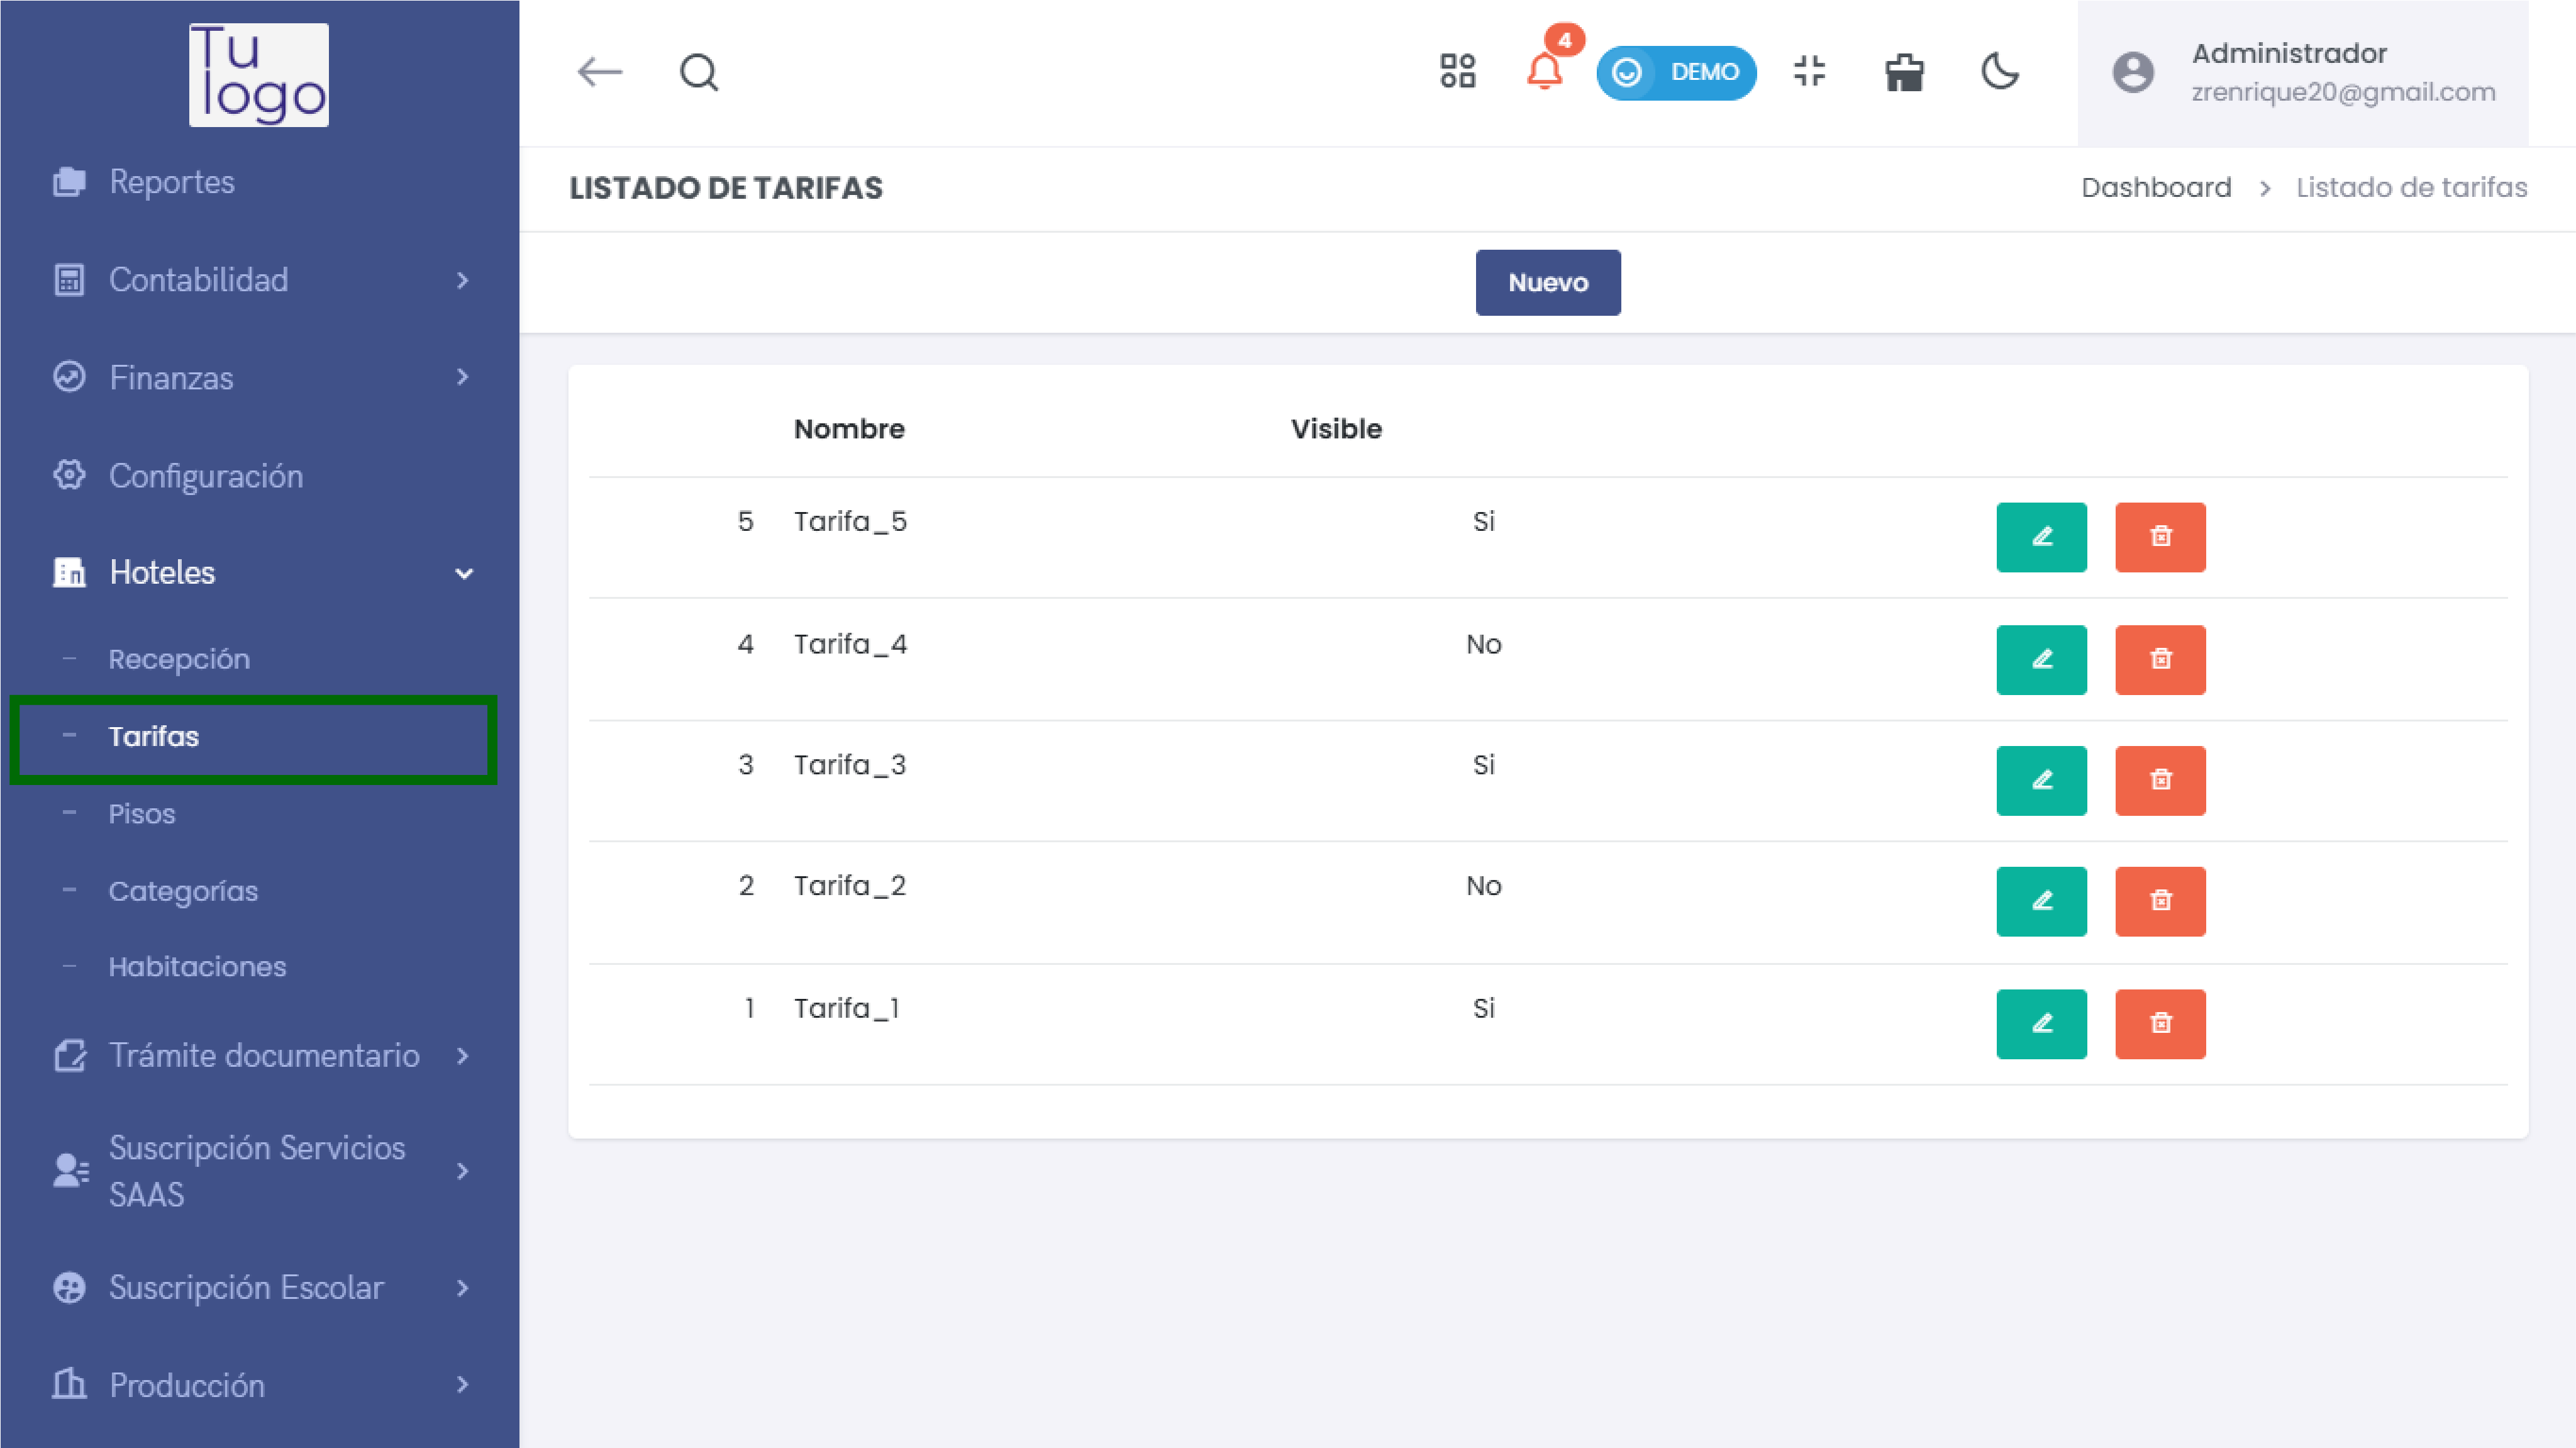 Tu
logo
Reportes
Contabilidad
Finanzas
Configuración
Hoteles
Recepción
Tarifas
Pisos
Categorías
Habitaciones
Trámite documentario
Suscripción Servicios
SAAS
Suscripción Escolar
Producción
4
DEMO
Administrador
zrenrique20@gmail.com
LISTADO DE TARIFAS
Dashboard > Listado de tarifas
Nuevo
Nombre Visible
5 Tarifa_5 Si
4 Tarifa_4 No
3 Tarifa_3 Si
2 Tarifa_2 No
1 Tarifa_1 Si